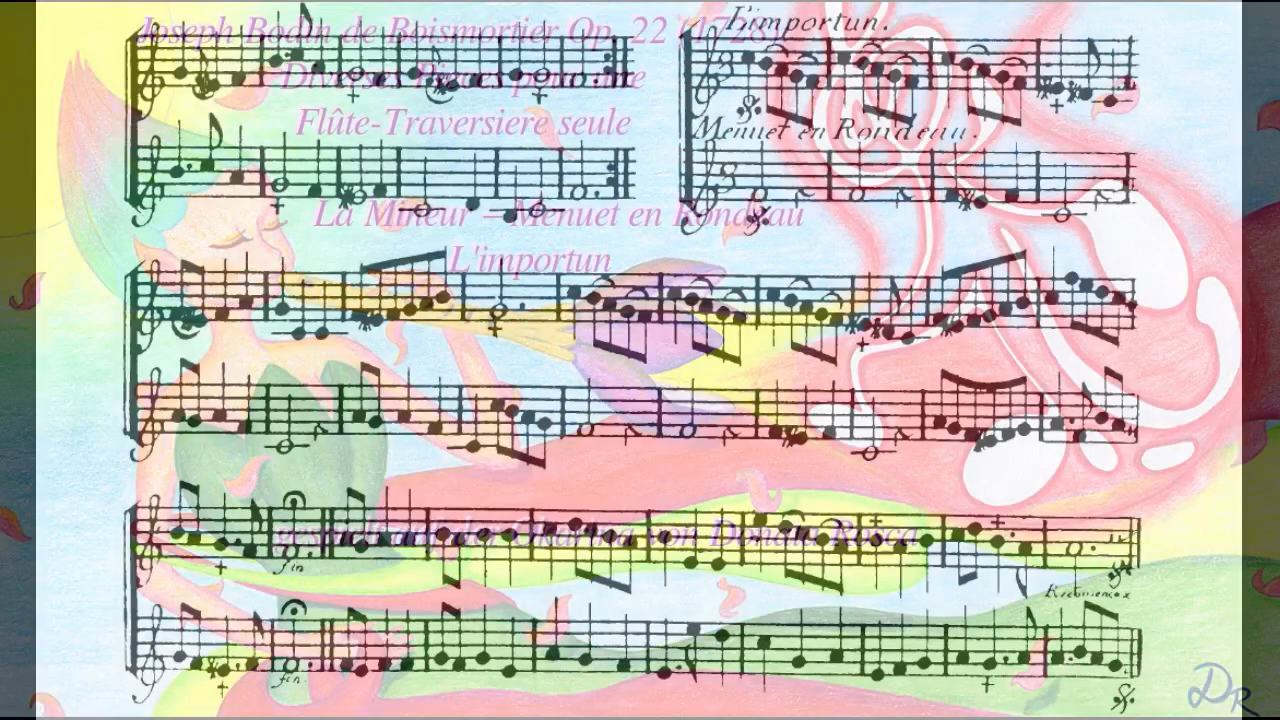 Joseph Bodin de Boismortier Op. 22 (1728)
Diverses Pieces pour une
Flûte-Traversiere seule
La Mineur – Menuet en Rondeau
L'importun
gespielt auf der Okarina von Donata Rosca
L'importun.
Menuet en Rondeau.
fin
fin.
DR